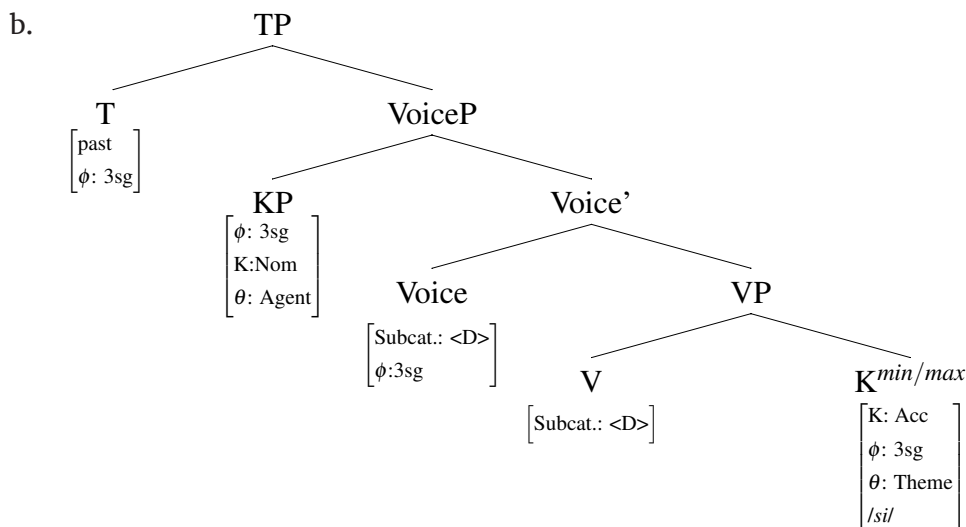 b. TP
T VoiceP
past
ϕ: 3sg
KP Voice’
ϕ: 3sg
K:Nom
θ: Agent
Voice VP
Subcat.: <D>
ϕ:3sg
V K^min/max
Subcat.: <D>
K: Acc
ϕ: 3sg
θ: Theme
/si/